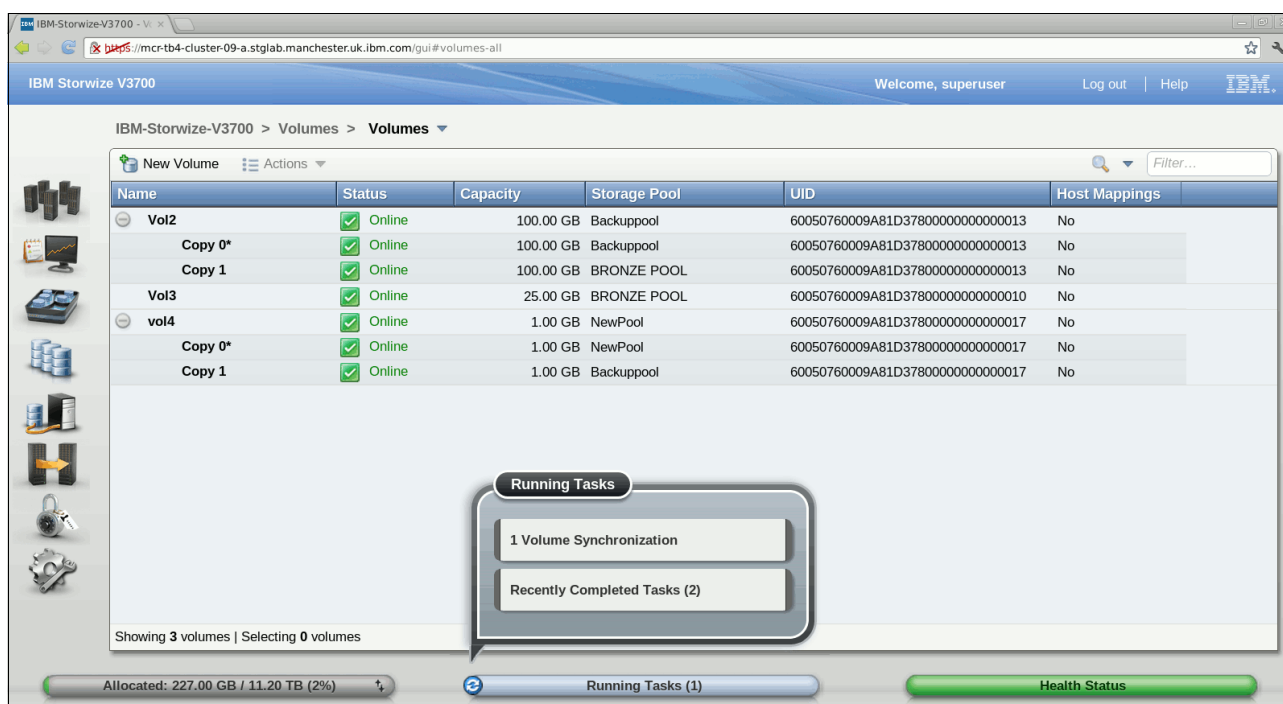 IBM-Storwize-V3700 - Vo
https://mcr-tb4-cluster-09-a.stglab.manchester.uk.ibm.com/gui#volumes-all
IBM Storwize V3700 Welcome, superuser Log out | Help IBM.
IBM-Storwize-V3700 > Volumes > Volumes
New Volume Actions Filter...
Name Status Capacity Storage Pool UID Host Mappings
Vol2 Online 100.00 GB Backuppool 60050760009A81D37800000000000013 No
Copy 0* Online 100.00 GB Backuppool 60050760009A81D37800000000000013 No
Copy 1 Online 100.00 GB BRONZE POOL 60050760009A81D37800000000000013 No
Vol3 Online 25.00 GB BRONZE POOL 60050760009A81D37800000000000010 No
vol4 Online 1.00 GB NewPool 60050760009A81D37800000000000017 No
Copy 0* Online 1.00 GB NewPool 60050760009A81D37800000000000017 No
Copy 1 Online 1.00 GB Backuppool 60050760009A81D37800000000000017 No
Running Tasks
1 Volume Synchronization
Recently Completed Tasks (2)
Showing 3 volumes | Selecting 0 volumes
Allocated: 227.00 GB / 11.20 TB (2%) Running Tasks (1) Health Status